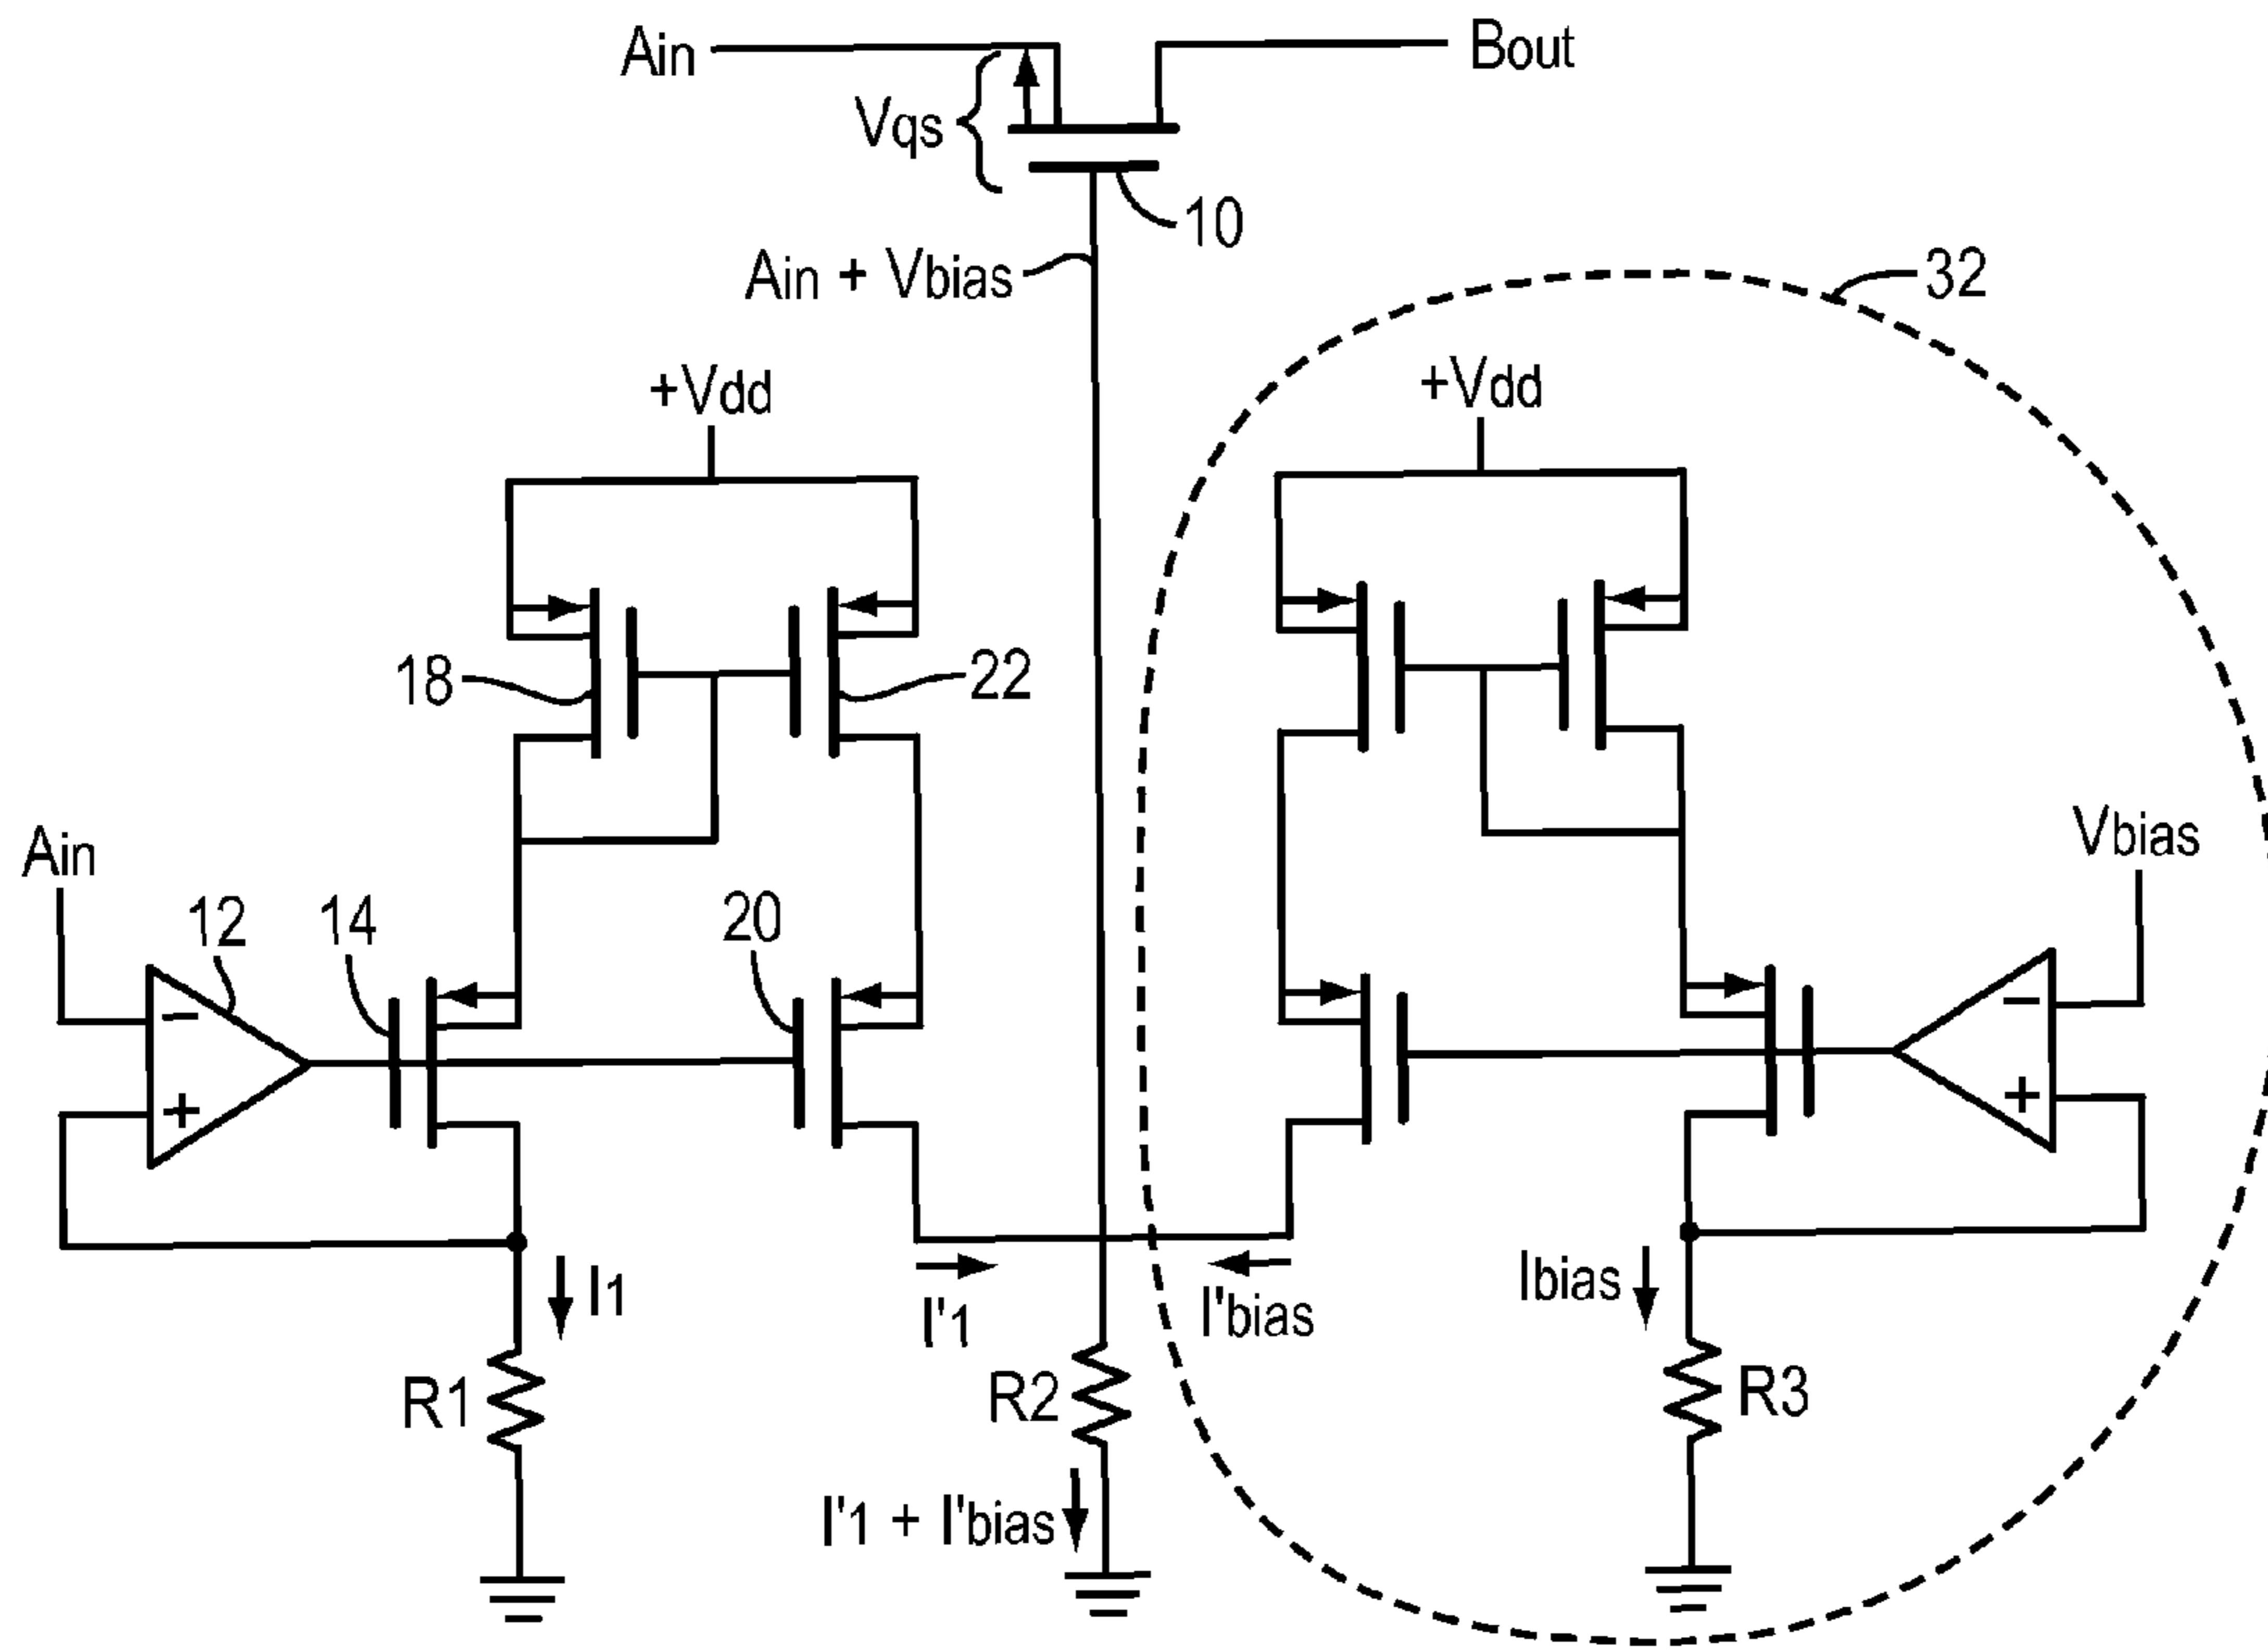 Ain
Bout
Vqs
10
Ain + Vbias
32
+Vdd
+Vdd
18
22
Ain
Vbias
12
14
20
−
−
+
+
I1
I'1
I'bias
Ibias
R1
R2
R3
I'1 + I'bias